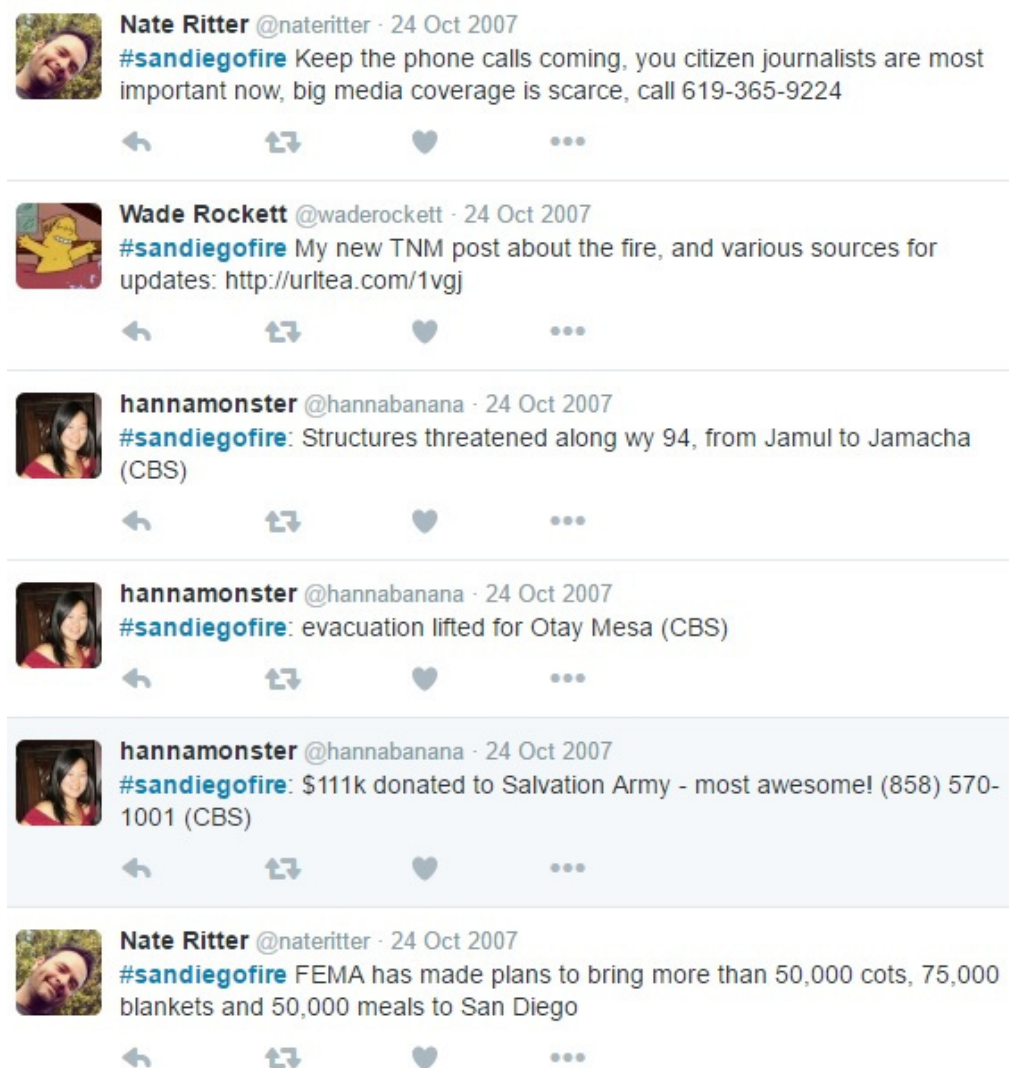 Nate Ritter @nateritter · 24 Oct 2007
#sandiegofire Keep the phone calls coming, you citizen journalists are most
important now, big media coverage is scarce, call 619-365-9224
Wade Rockett @waderockett · 24 Oct 2007
#sandiegofire My new TNM post about the fire, and various sources for
updates: http://urltea.com/1vgj
hannamonster @hannabanana · 24 Oct 2007
#sandiegofire: Structures threatened along wy 94, from Jamul to Jamacha
(CBS)
hannamonster @hannabanana · 24 Oct 2007
#sandiegofire: evacuation lifted for Otay Mesa (CBS)
hannamonster @hannabanana · 24 Oct 2007
#sandiegofire: $111k donated to Salvation Army - most awesome! (858) 570-
1001 (CBS)
Nate Ritter @nateritter · 24 Oct 2007
#sandiegofire FEMA has made plans to bring more than 50,000 cots, 75,000
blankets and 50,000 meals to San Diego